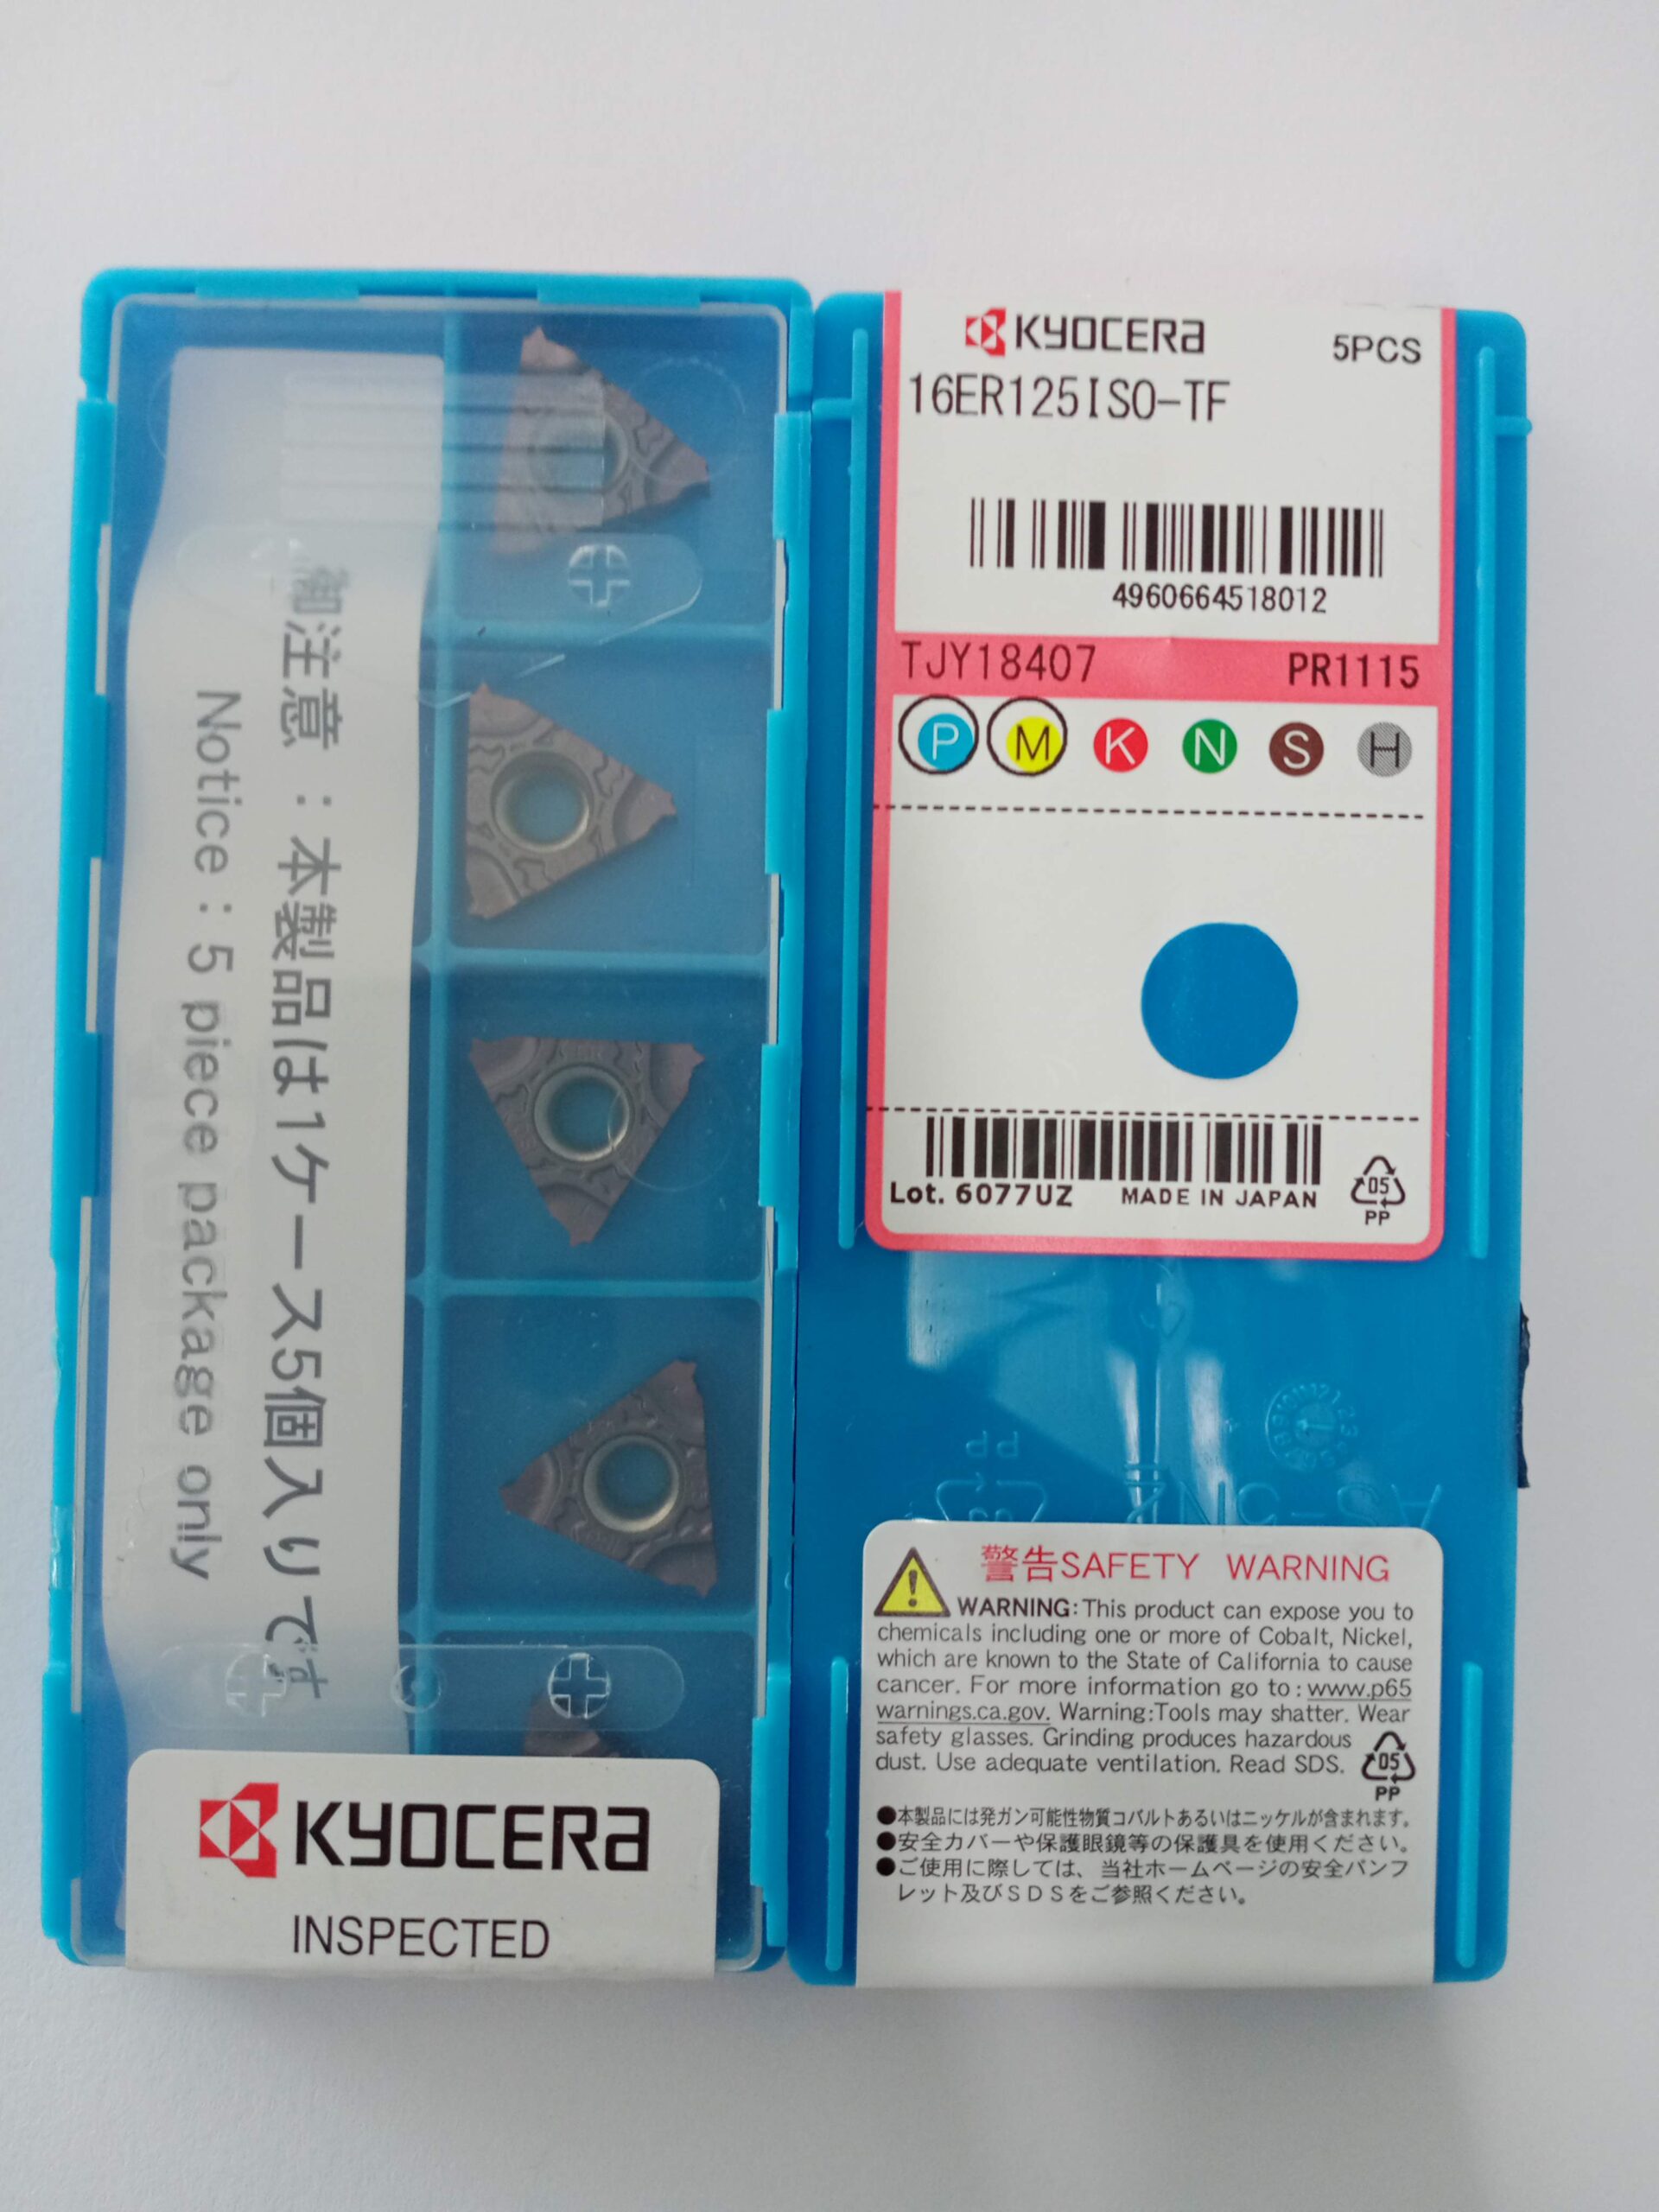 御注意 : 本製品は1ケース5個入りです
Notice : 5 piece package only
KYOCERA
INSPECTED
KYOCERA
5PCS
16ER125ISO-TF
4960664518012
TJY18407 PR1115
P M K N S H
Lot. 6077UZ MADE IN JAPAN
05
PP
警告SAFETY WARNING
WARNING:This product can expose you to
chemicals including one or more of Cobalt, Nickel,
which are known to the State of California to cause
cancer. For more information go to : www.p65
warnings.ca.gov. Warning:Tools may shatter. Wear
safety glasses. Grinding produces hazardous
dust. Use adequate ventilation. Read SDS.
05
PP
●本製品には発ガン可能性物質コバルトあるいはニッケルが含まれます。
●安全カバーや保護眼鏡等の保護具を使用ください。
●ご使用に際しては、当社ホームページの安全パンフ
レット及びSDSをご参照ください。